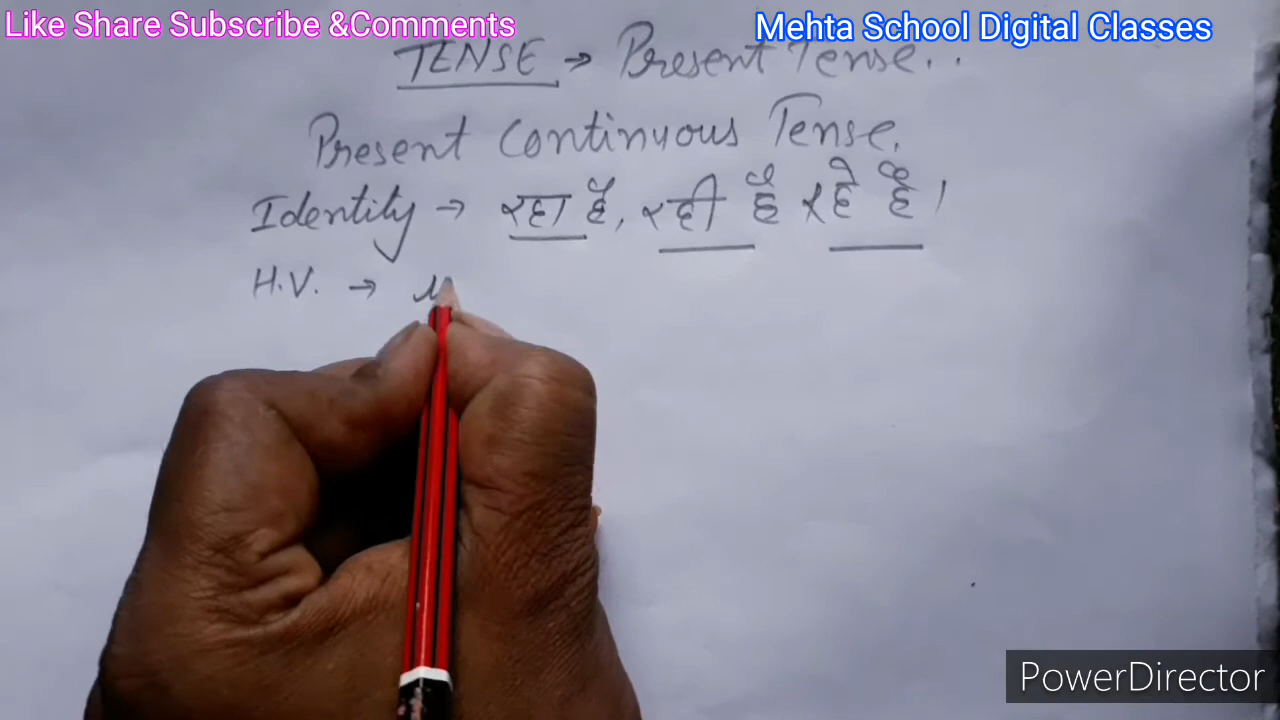 Like Share Subscribe &Comments
Mehta School Digital Classes
TENSE → Present Tense..
Present Continuous Tense.
Identity → रहा है, रही है रहे है।
H.V. →
PowerDirector